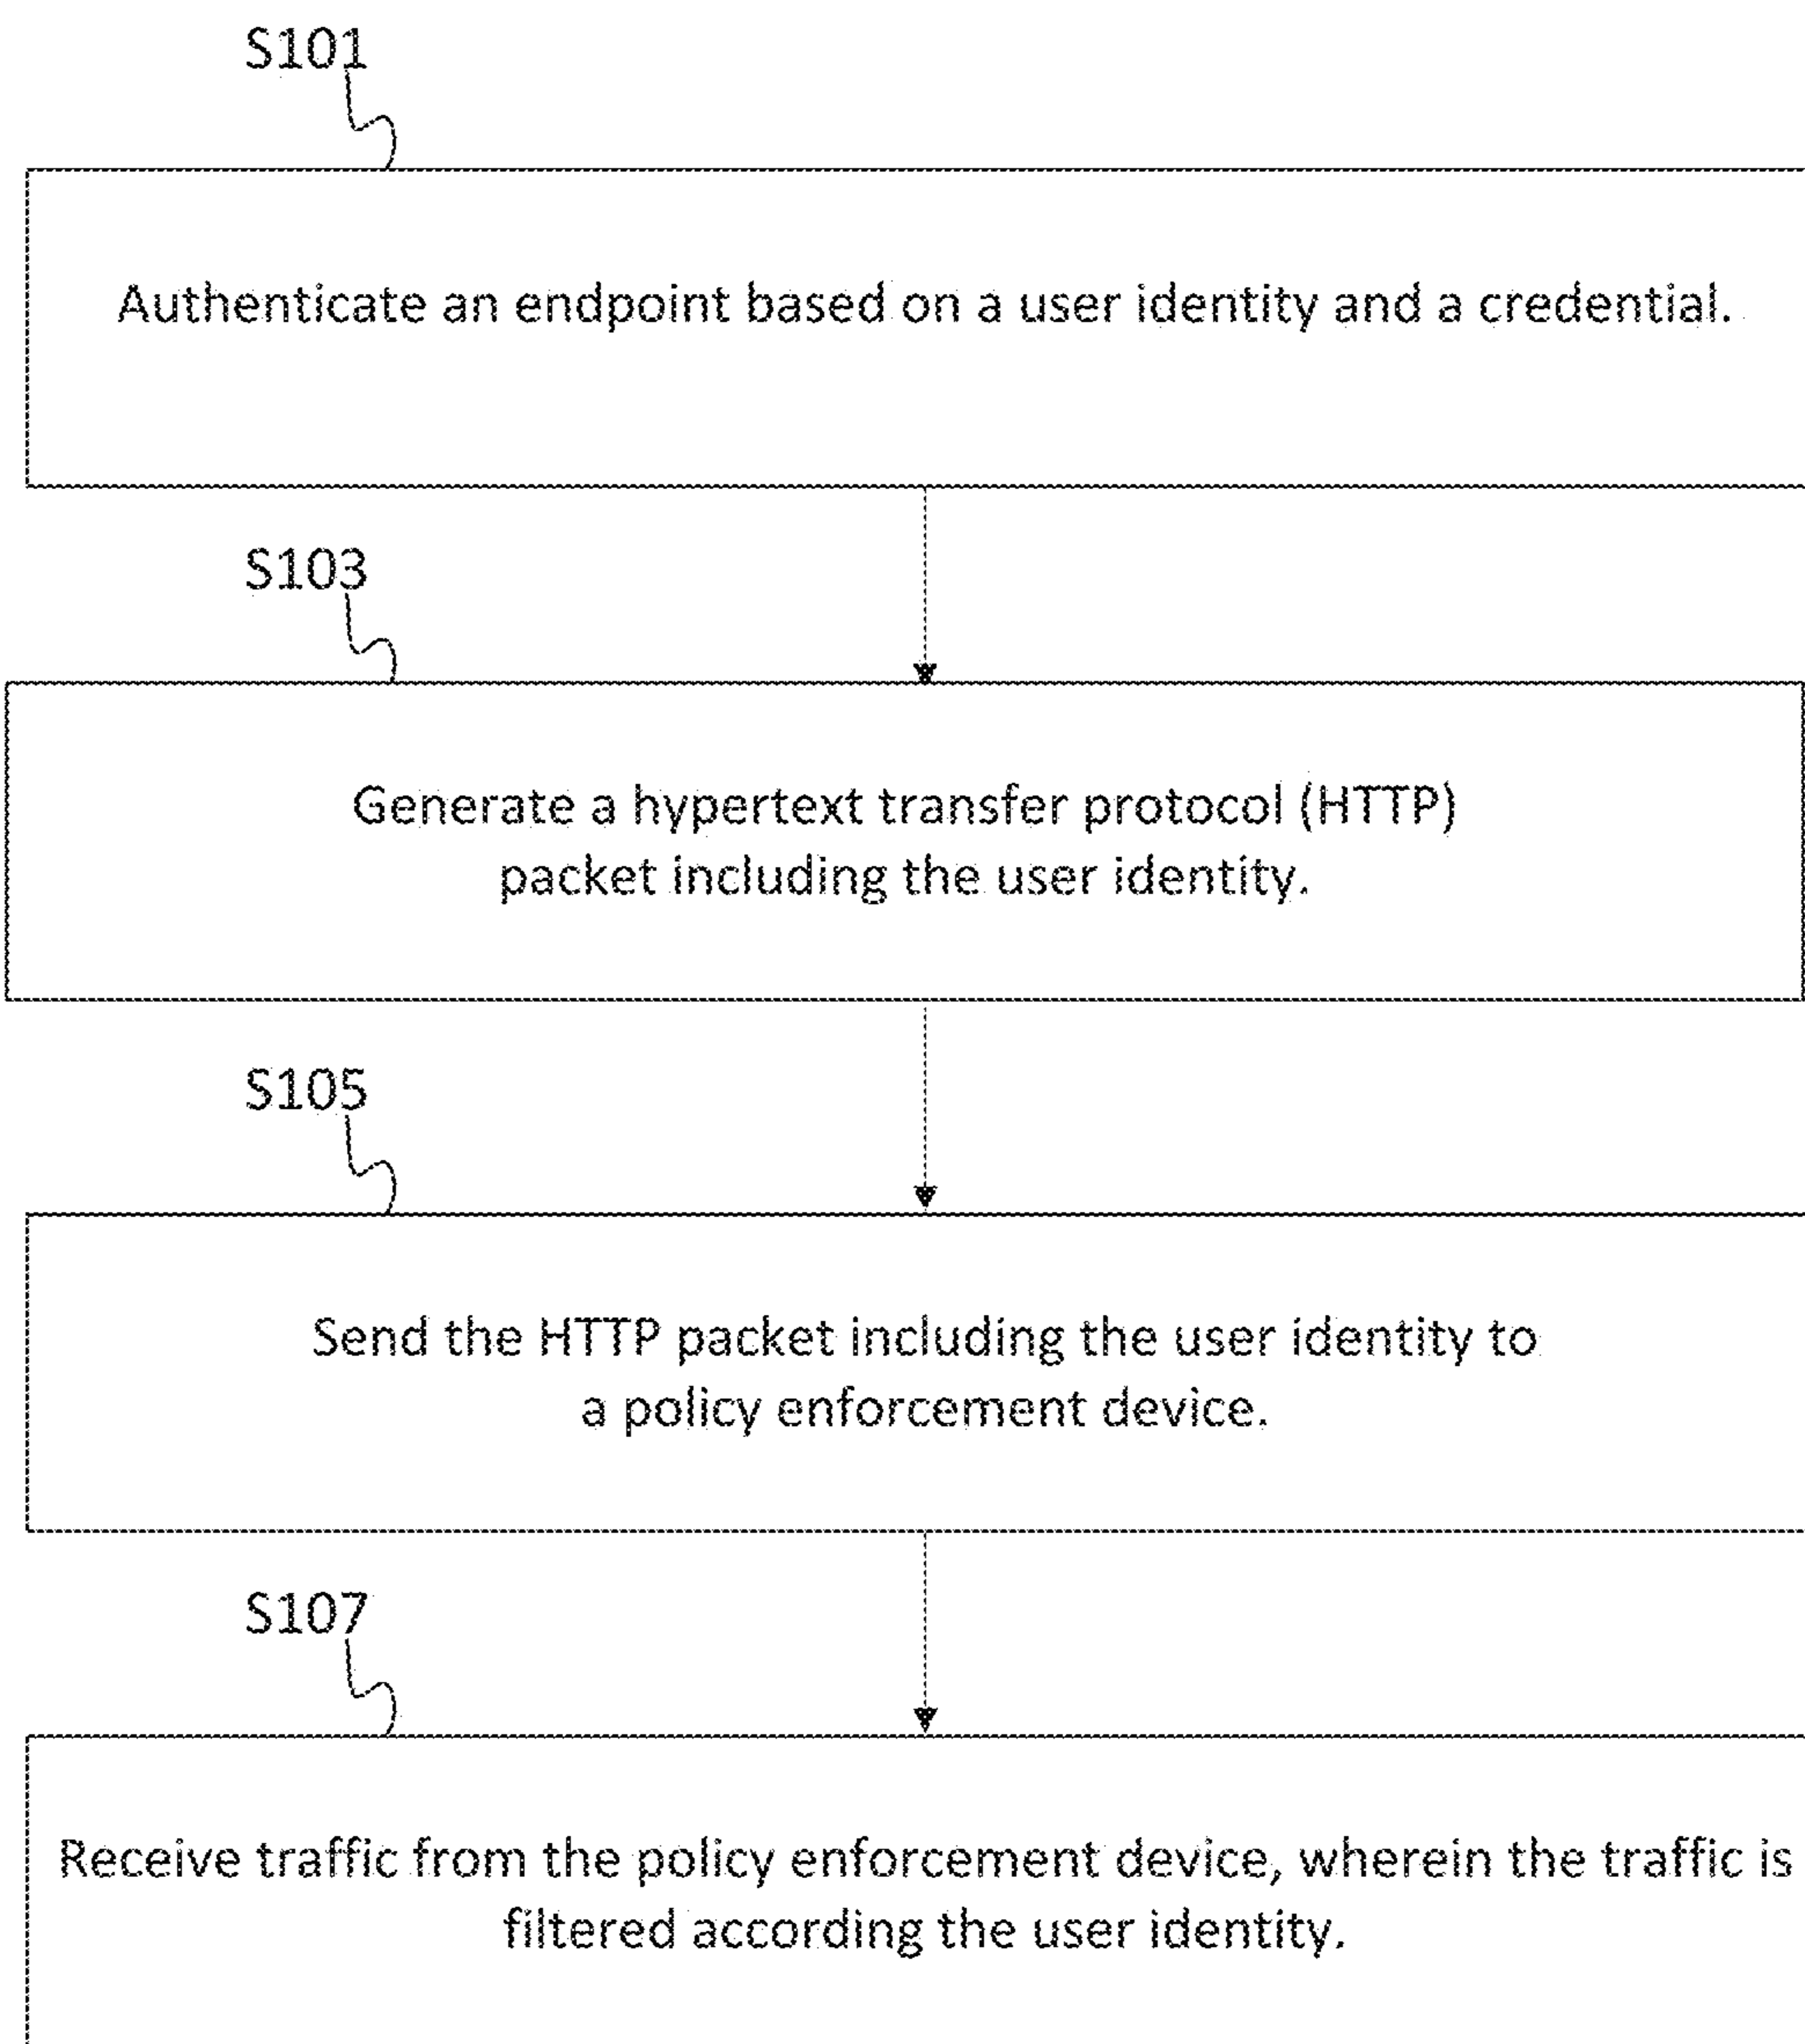 S101
Authenticate an endpoint based on a user identity and a credential.
S103
Generate a hypertext transfer protocol (HTTP)
packet including the user identity.
S105
Send the HTTP packet including the user identity to
a policy enforcement device.
S107
Receive traffic from the policy enforcement device, wherein the traffic is
filtered according the user identity.